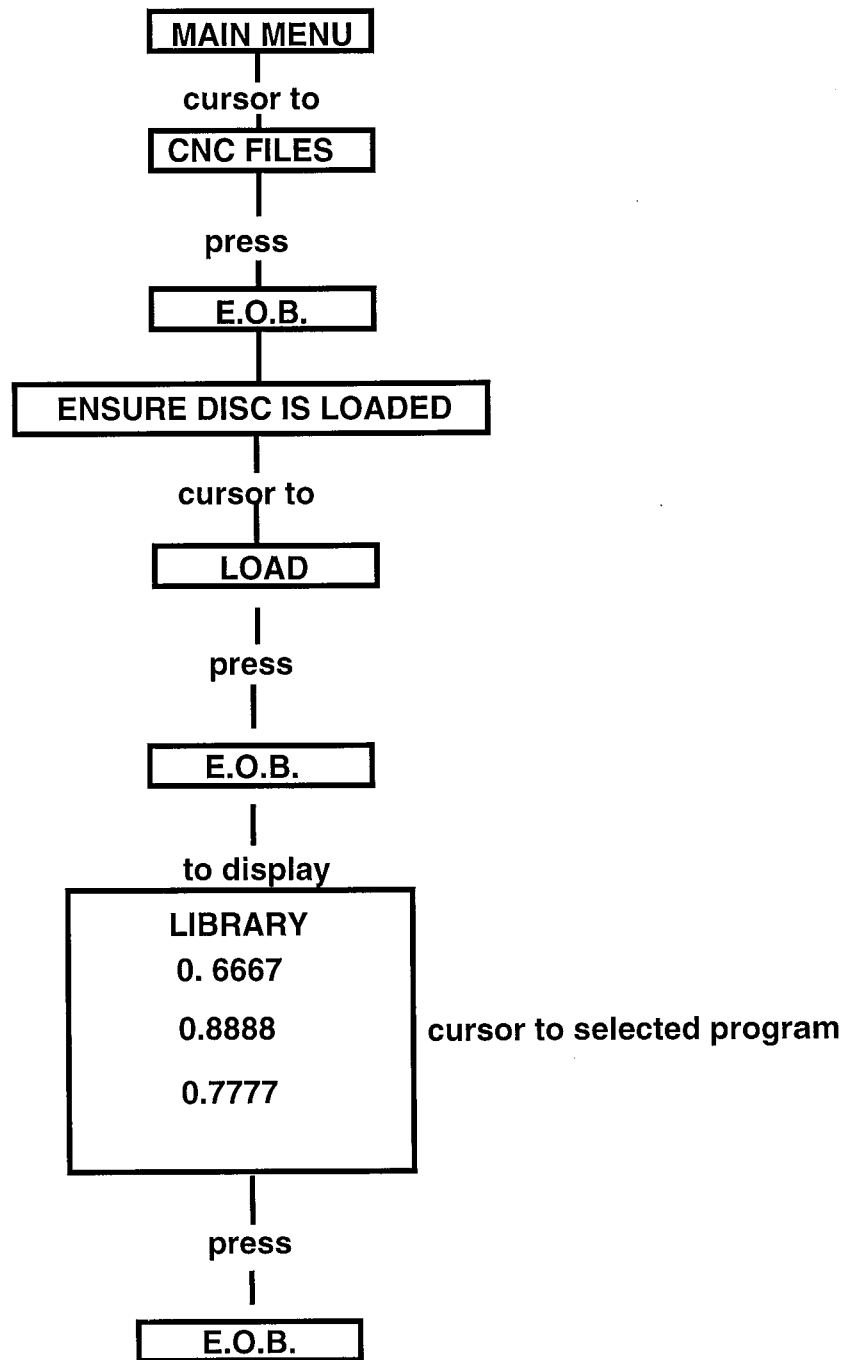 MAIN MENU
cursor to
CNC FILES
press
E.O.B.
ENSURE DISC IS LOADED
cursor to
LOAD
press
E.O.B.
to display
LIBRARY
0. 6667
0.8888
cursor to selected program
0.7777
press
E.O.B.